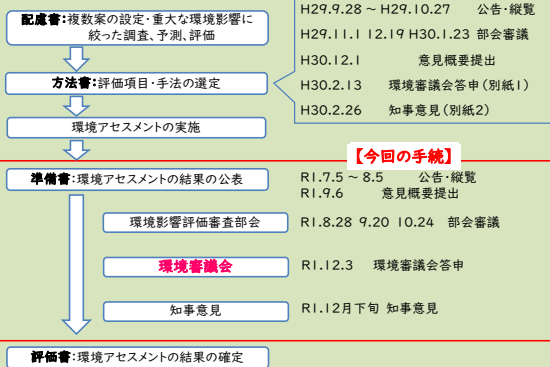 配慮書:複数案の設定・重大な環境影響に
絞った調査、予測、評価
方法書:評価項目・手法の選定
環境アセスメントの実施
H29.9.28 ~ H29.10.27 公告・縦覧
H29.11.1 12.19 H30.1.23 部会審議
H30.12.1 意見概要提出
H30.2.13 環境審議会答申(別紙1)
H30.2.26 知事意見(別紙2)
【今回の手続】
準備書:環境アセスメントの結果の公表
R1.7.5 ~ 8.5 公告・縦覧
R1.9.6 意見概要提出
環境影響評価審査部会
R1.8.28 9.20 10.24 部会審議
環境審議会
R1.12.3 環境審議会答申
知事意見
R1.12月下旬 知事意見
評価書:環境アセスメントの結果の確定